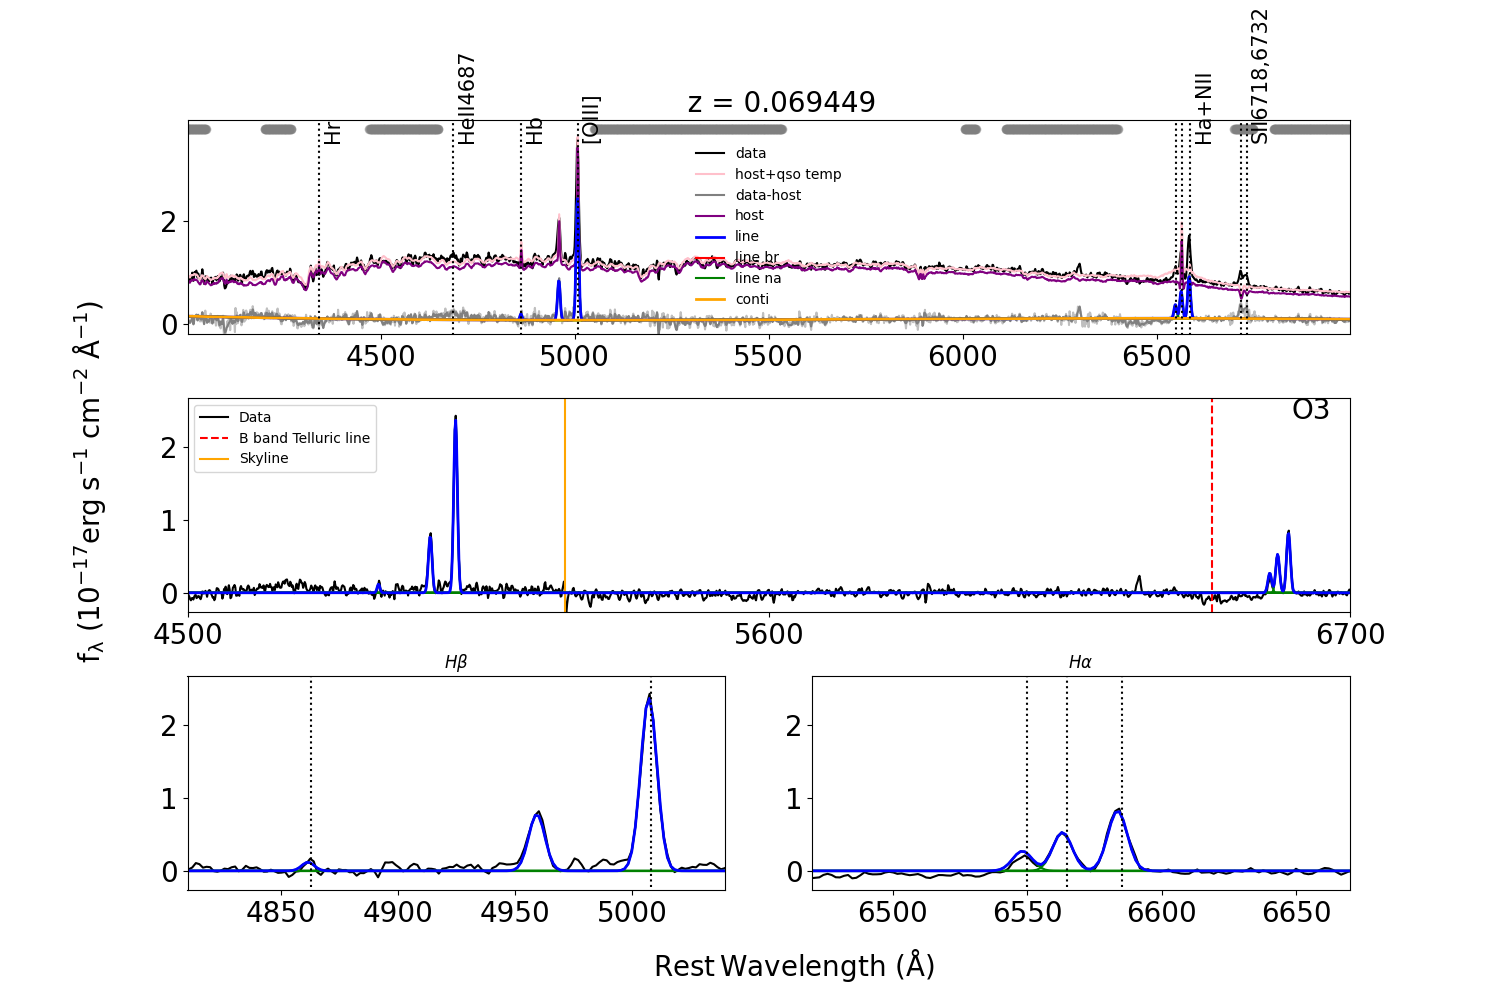 z = 0.069449
Hr
HeII4687
Hb
[OIII]
Ha+NII
SII6718,6732
data
host+qso temp
data-host
host
line
line br
line na
conti
2
0
4500
5000
5500
6000
6500
O3
Data
B band Telluric line
Skyline
2
1
0
4500
5600
6700
fλ (10−17erg s−1 cm−2 Å−1)
Hβ
2
1
0
4850
4900
4950
5000
Hα
2
1
0
6500
6550
6600
6650
Rest Wavelength (Å)